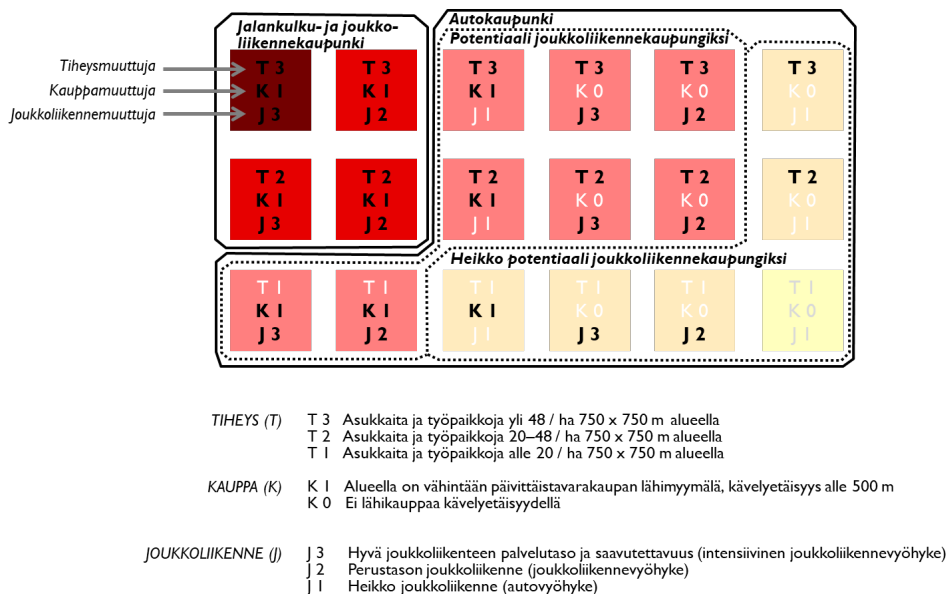 Jalankulku- ja joukko-
liikennekaupunki
Autokaupunki
Potentiaali joukkoliikennekaupungiksi
Tiheysmuuttuja
Kauppamuuttuja
Joukkoliikennemuuttuja
T 3
K 1
J 3
T 3
K 1
J 2
T 3
K 1
J 1
T 3
K 0
J 3
T 3
K 0
J 2
T 3
K 0
J 1
T 2
K 1
J 3
T 2
K 1
J 2
T 2
K 1
J 1
T 2
K 0
J 3
T 2
K 0
J 2
T 2
K 0
J 1
Heikko potentiaali joukkoliikennekaupungiksi
T 1
K 1
J 3
T 1
K 1
J 2
T 1
K 1
J 1
T 1
K 0
J 3
T 1
K 0
J 2
T 1
K 0
J 1
TIHEYS (T) T 3 Asukkaita ja työpaikkoja yli 48 / ha 750 x 750 m alueella
T 2 Asukkaita ja työpaikkoja 20–48 / ha 750 x 750 m alueella
T 1 Asukkaita ja työpaikkoja alle 20 / ha 750 x 750 m alueella
KAUPPA (K) K 1 Alueella on vähintään päivittäistavarakaupan lähimyymälä, kävelyetäisyys alle 500 m
K 0 Ei lähikauppaa kävelyetäisyydellä
JOUKKOLIIKENNE (J) J 3 Hyvä joukkoliikenteen palvelutaso ja saavutettavuus (intensiivinen joukkoliikennevyöhyke)
J 2 Perustason joukkoliikenne (joukkoliikennevyöhyke)
J 1 Heikko joukkoliikenne (autovyöhyke)